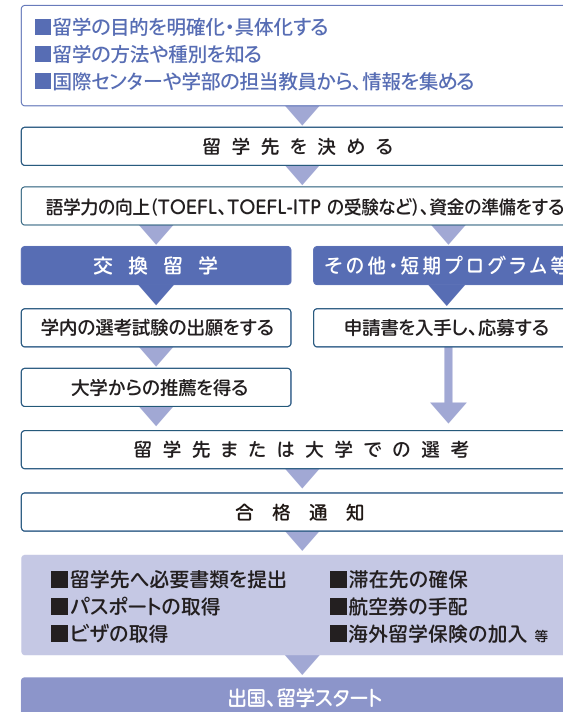 ■留学の目的を明確化・具体化する
■留学の方法や種別を知る
■国際センターや学部の担当教員から、情報を集める
留学先を決める
語学力の向上(TOEFL、TOEFL-ITP の受験など)、資金の準備をする
交換留学
その他・短期プログラム等
学内の選考試験の出願をする
申請書を入手し、応募する
大学からの推薦を得る
留学先または大学での選考
合格通知
■留学先へ必要書類を提出
■パスポートの取得
■ビザの取得
■滞在先の確保
■航空券の手配
■海外留学保険の加入 等
出国、留学スタート